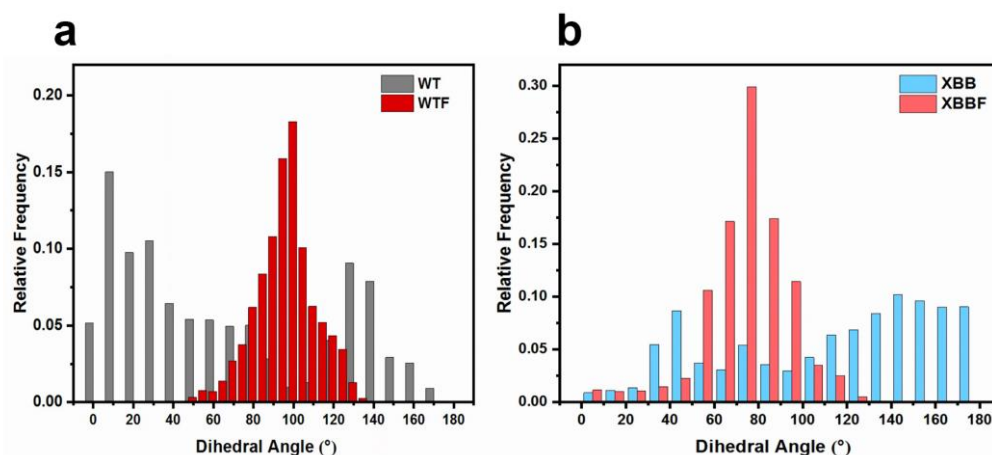 a
WT
WTF
0.20
0.15
0.10
0.05
0.00
Relative Frequency
0 20 40 60 80 100 120 140 160 180
Dihedral Angle (°)
b
XBB
XBBF
0.30
0.25
0.20
0.15
0.10
0.05
0.00
Relative Frequency
0 20 40 60 80 100 120 140 160 180
Dihedral Angle (°)